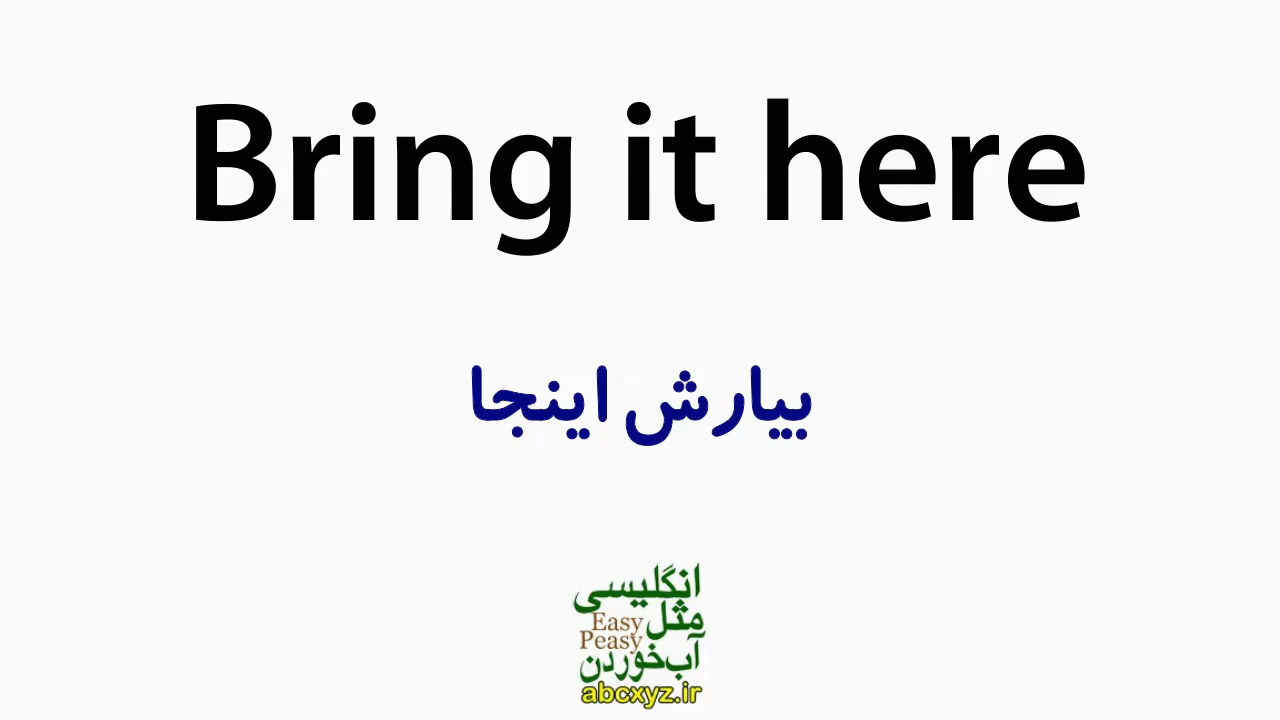 Bring it here
بیارش اینجا
انگلیسی
مثل
Easy
Peasy
آب‌خوردن
abcxyz.ir